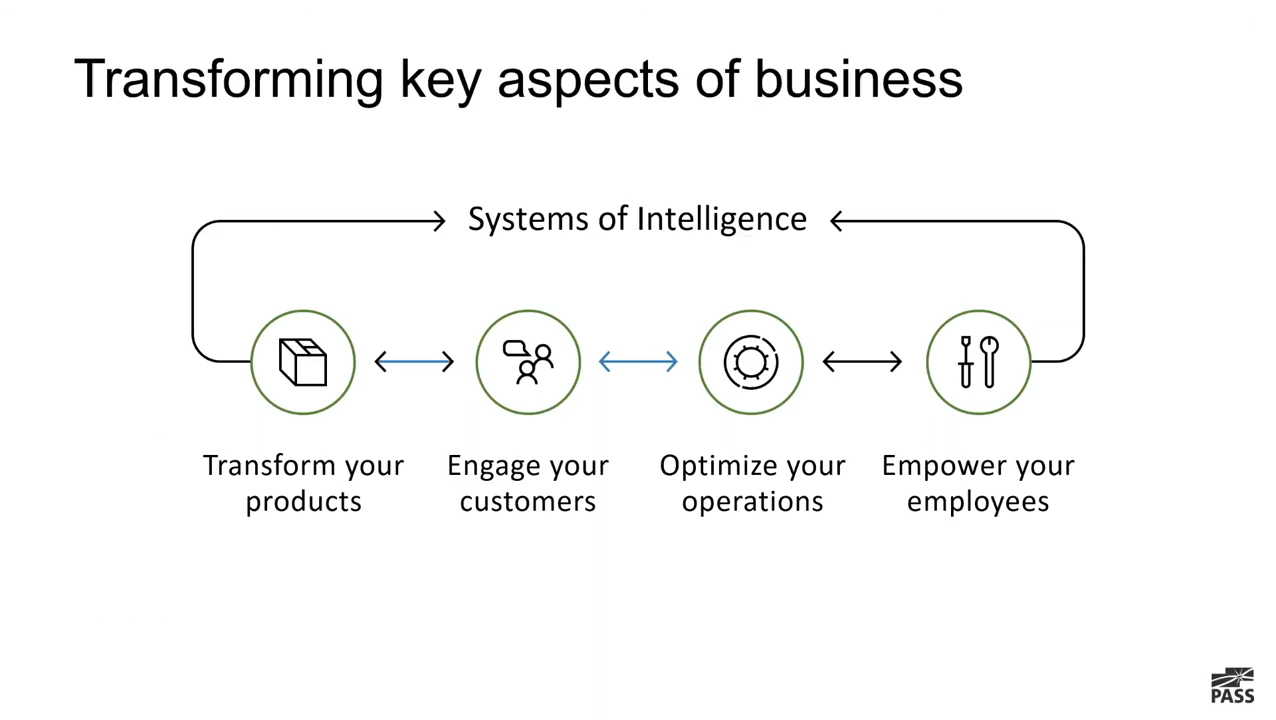 Transforming key aspects of business
Systems of Intelligence
Transform your
products
Engage your
customers
Optimize your
operations
Empower your
employees
PASS